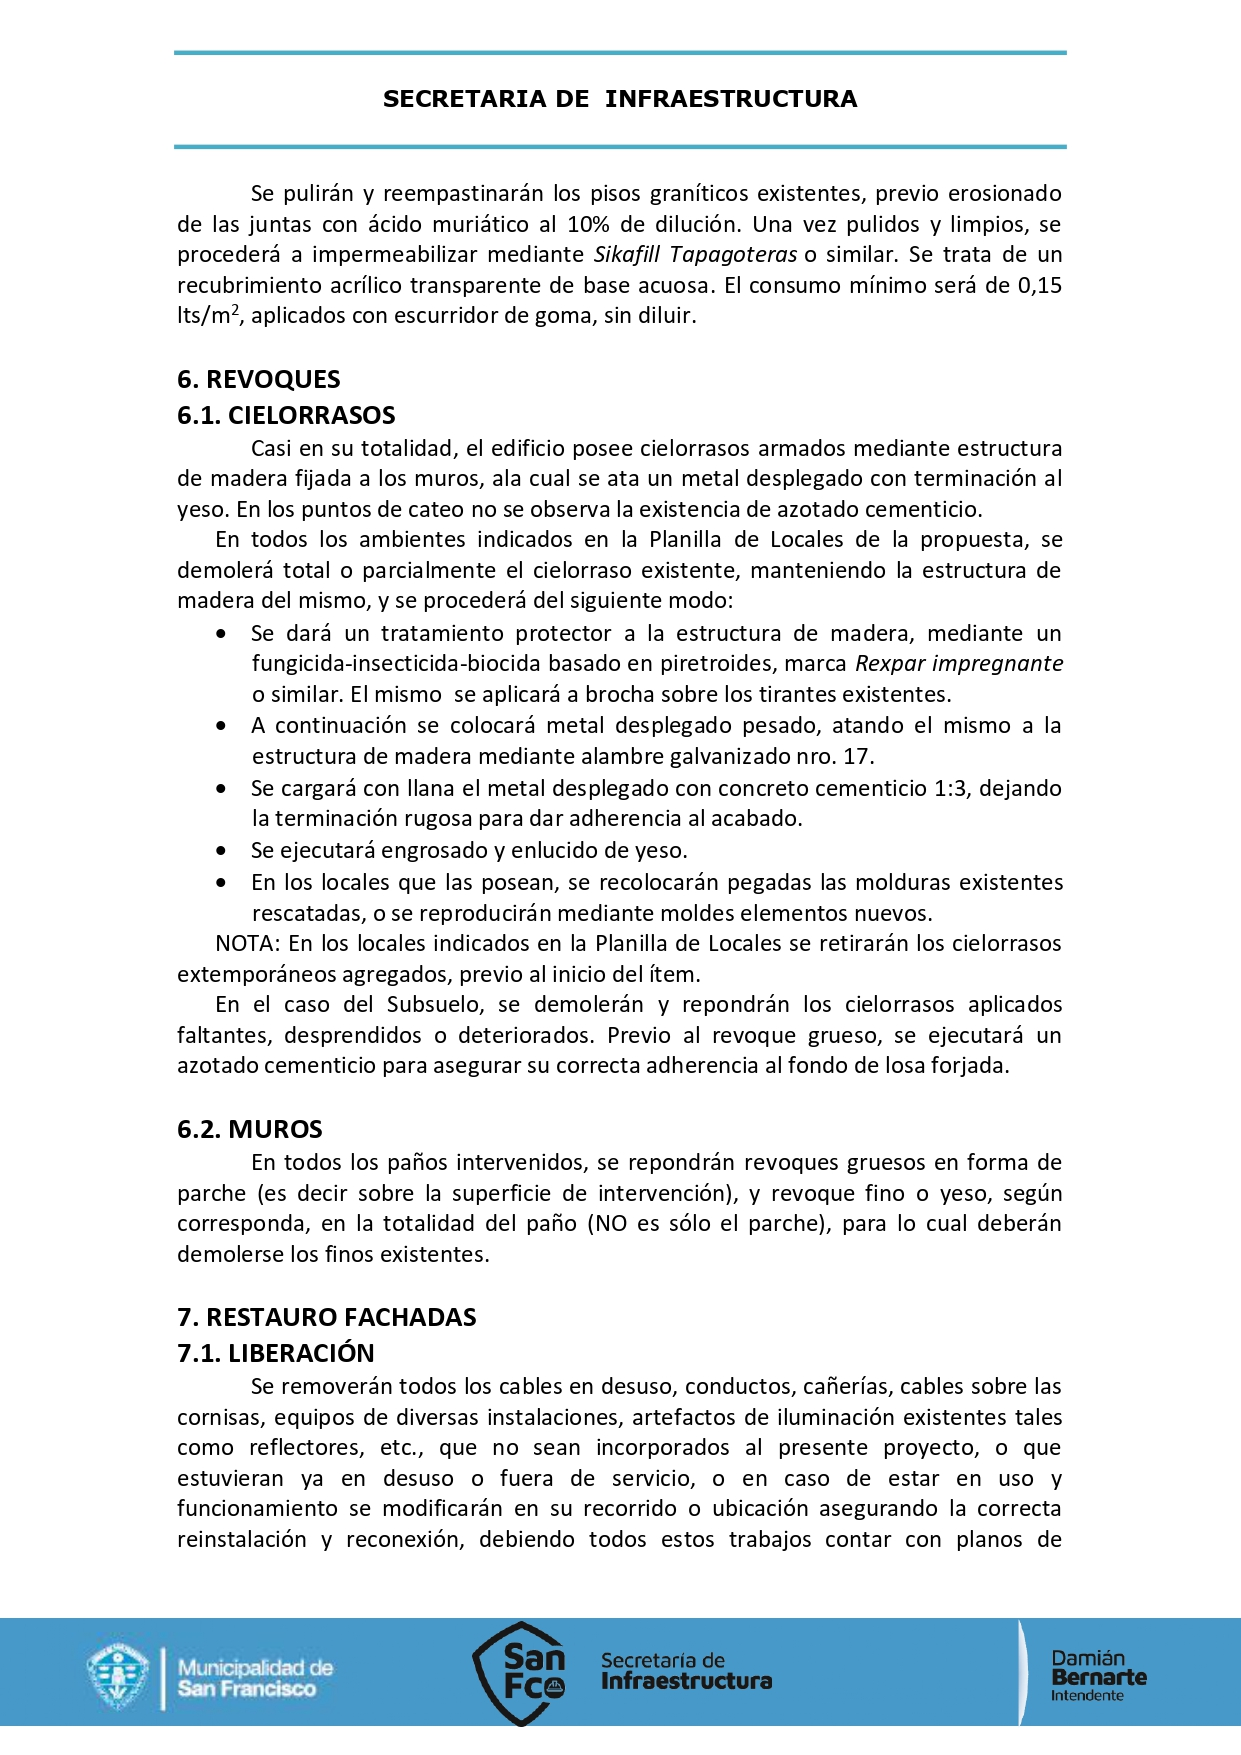 SECRETARIA DE  INFRAESTRUCTURA
Se pulirán y reempastinarán los pisos graníticos existentes, previo erosionado
de las juntas con ácido muriático al 10% de dilución. Una vez pulidos y limpios, se
procederá a impermeabilizar mediante Sikafill Tapagoteras o similar. Se trata de un
recubrimiento acrílico transparente de base acuosa. El consumo mínimo será de 0,15
lts/m², aplicados con escurridor de goma, sin diluir.
6. REVOQUES
6.1. CIELORRASOS
Casi en su totalidad, el edificio posee cielorrasos armados mediante estructura
de madera fijada a los muros, ala cual se ata un metal desplegado con terminación al
yeso. En los puntos de cateo no se observa la existencia de azotado cementicio.
En todos los ambientes indicados en la Planilla de Locales de la propuesta, se
demolerá total o parcialmente el cielorraso existente, manteniendo la estructura de
madera del mismo, y se procederá del siguiente modo:
• Se dará un tratamiento protector a la estructura de madera, mediante un
fungicida-insecticida-biocida basado en piretroides, marca Rexpar impregnante
o similar. El mismo  se aplicará a brocha sobre los tirantes existentes.
• A continuación se colocará metal desplegado pesado, atando el mismo a la
estructura de madera mediante alambre galvanizado nro. 17.
• Se cargará con llana el metal desplegado con concreto cementicio 1:3, dejando
la terminación rugosa para dar adherencia al acabado.
• Se ejecutará engrosado y enlucido de yeso.
• En los locales que las posean, se recolocarán pegadas las molduras existentes
rescatadas, o se reproducirán mediante moldes elementos nuevos.
NOTA: En los locales indicados en la Planilla de Locales se retirarán los cielorrasos
extemporáneos agregados, previo al inicio del ítem.
En el caso del Subsuelo, se demolerán y repondrán los cielorrasos aplicados
faltantes, desprendidos o deteriorados. Previo al revoque grueso, se ejecutará un
azotado cementicio para asegurar su correcta adherencia al fondo de losa forjada.
6.2. MUROS
En todos los paños intervenidos, se repondrán revoques gruesos en forma de
parche (es decir sobre la superficie de intervención), y revoque fino o yeso, según
corresponda, en la totalidad del paño (NO es sólo el parche), para lo cual deberán
demolerse los finos existentes.
7. RESTAURO FACHADAS
7.1. LIBERACIÓN
Se removerán todos los cables en desuso, conductos, cañerías, cables sobre las
cornisas, equipos de diversas instalaciones, artefactos de iluminación existentes tales
como reflectores, etc., que no sean incorporados al presente proyecto, o que
estuvieran ya en desuso o fuera de servicio, o en caso de estar en uso y
funcionamiento se modificarán en su recorrido o ubicación asegurando la correcta
reinstalación y reconexión, debiendo todos estos trabajos contar con planos de
Municipalidad de
San Francisco
San
Fco
Secretaría de
Infraestructura
Damián
Bernarte
Intendente